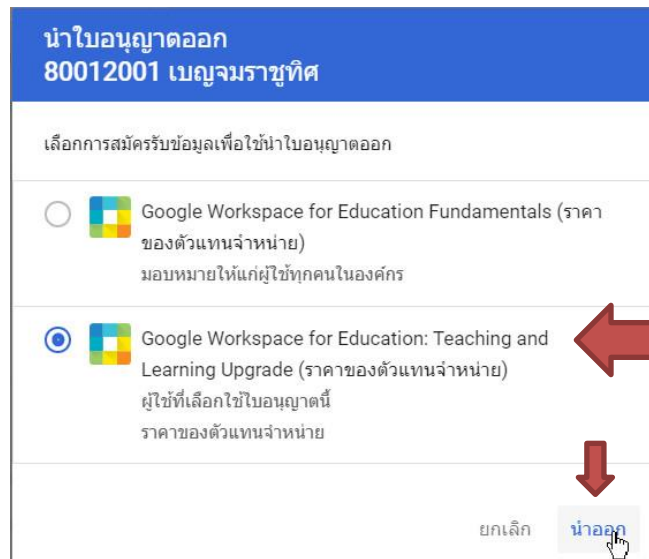 นำใบอนุญาตออก
80012001 เบญจมราชูทิศ
เลือกการสมัครรับข้อมูลเพื่อใช้นำใบอนุญาตออก
Google Workspace for Education Fundamentals (ราคา
ของตัวแทนจำหน่าย)
มอบหมายให้แก่ผู้ใช้ทุกคนในองค์กร
Google Workspace for Education: Teaching and
Learning Upgrade (ราคาของตัวแทนจำหน่าย)
ผู้ใช้ที่เลือกใช้ใบอนุญาตนี้
ราคาของตัวแทนจำหน่าย
ยกเลิก นำออก